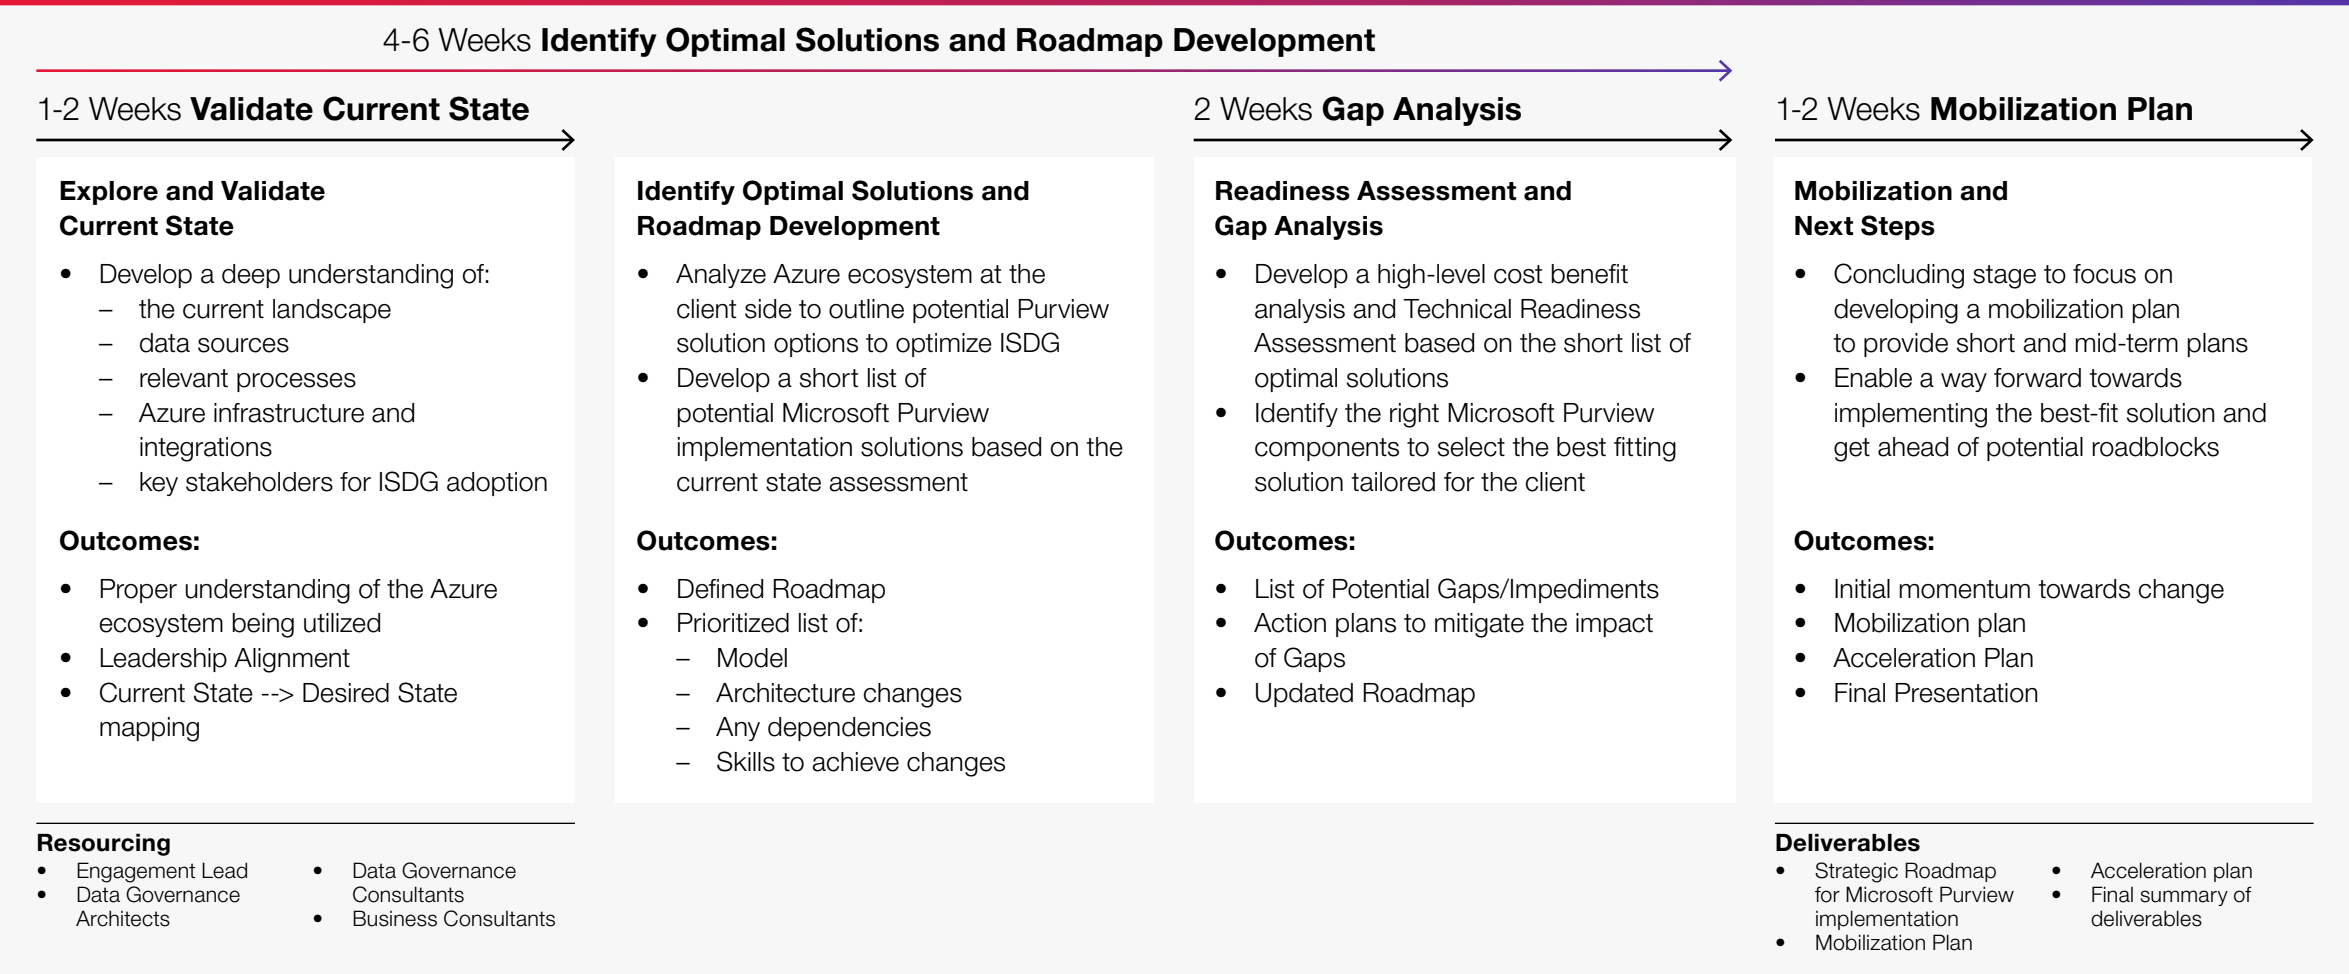 4-6 Weeks Identify Optimal Solutions and Roadmap Development
1-2 Weeks Validate Current State
Explore and Validate
Current State
• Develop a deep understanding of:
– the current landscape
– data sources
– relevant processes
– Azure infrastructure and
integrations
– key stakeholders for ISDG adoption
Outcomes:
• Proper understanding of the Azure
ecosystem being utilized
• Leadership Alignment
• Current State --> Desired State
mapping
Identify Optimal Solutions and
Roadmap Development
• Analyze Azure ecosystem at the
client side to outline potential Purview
solution options to optimize ISDG
• Develop a short list of
potential Microsoft Purview
implementation solutions based on the
current state assessment
Outcomes:
• Defined Roadmap
• Prioritized list of:
– Model
– Architecture changes
– Any dependencies
– Skills to achieve changes
2 Weeks Gap Analysis
Readiness Assessment and
Gap Analysis
• Develop a high-level cost benefit
analysis and Technical Readiness
Assessment based on the short list of
optimal solutions
• Identify the right Microsoft Purview
components to select the best fitting
solution tailored for the client
Outcomes:
• List of Potential Gaps/Impediments
• Action plans to mitigate the impact
of Gaps
• Updated Roadmap
1-2 Weeks Mobilization Plan
Mobilization and
Next Steps
• Concluding stage to focus on
developing a mobilization plan
to provide short and mid-term plans
• Enable a way forward towards
implementing the best-fit solution and
get ahead of potential roadblocks
Outcomes:
• Initial momentum towards change
• Mobilization plan
• Acceleration Plan
• Final Presentation
Resourcing
• Engagement Lead
• Data Governance
Architects
• Data Governance
Consultants
• Business Consultants
Deliverables
• Strategic Roadmap
for Microsoft Purview
implementation
• Mobilization Plan
• Acceleration plan
• Final summary of
deliverables